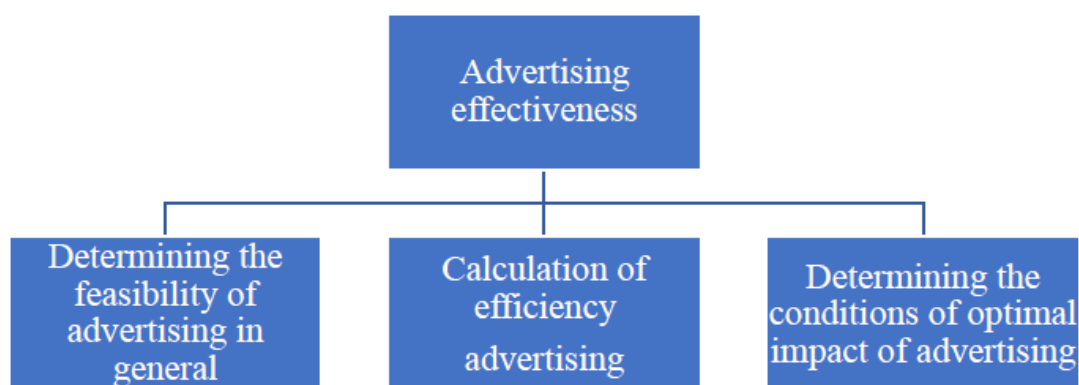 Advertising
effectiveness
Determining the
feasibility of
advertising in
general
Calculation of
efficiency
advertising
Determining the
conditions of optimal
impact of advertising